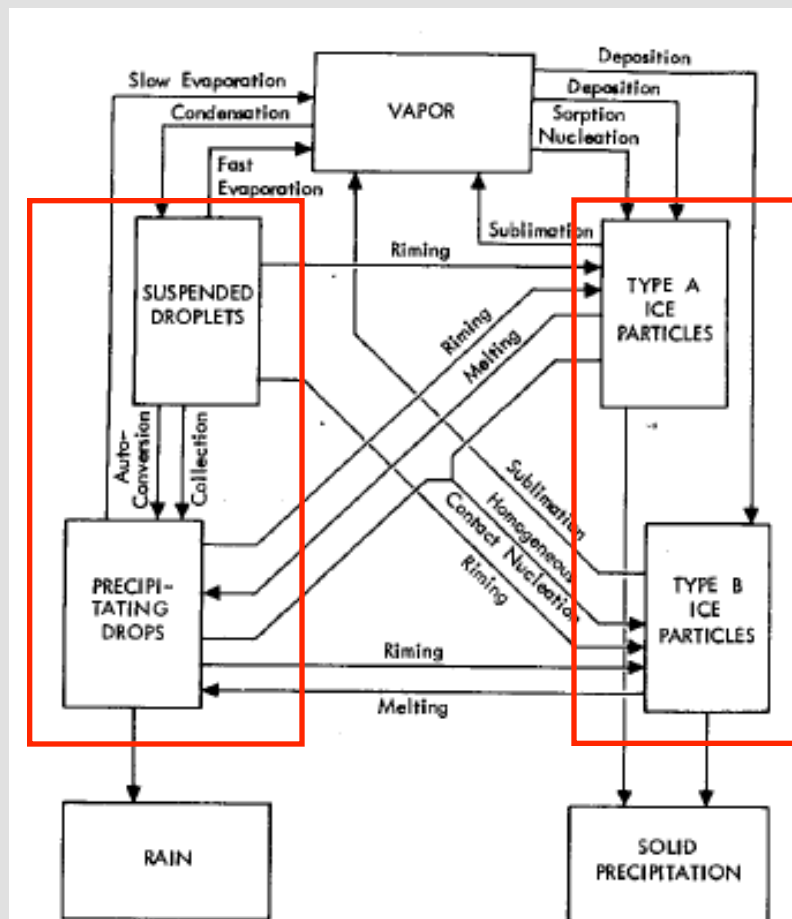 Slow Evaporation
Condensation
Fast
Evaporation
VAPOR
Deposition
Deposition
Sorption
Nucleation
Sublimation
Riming
SUSPENDED
DROPLETS
TYPE A
ICE
PARTICLES
Riming
Melting
Auto-
Conversion
Collection
Sublimation
Homogeneous
Contact Nucleation
Riming
PRECIPI-
TATING
DROPS
TYPE B
ICE
PARTICLES
Riming
Melting
RAIN
SOLID
PRECIPITATION